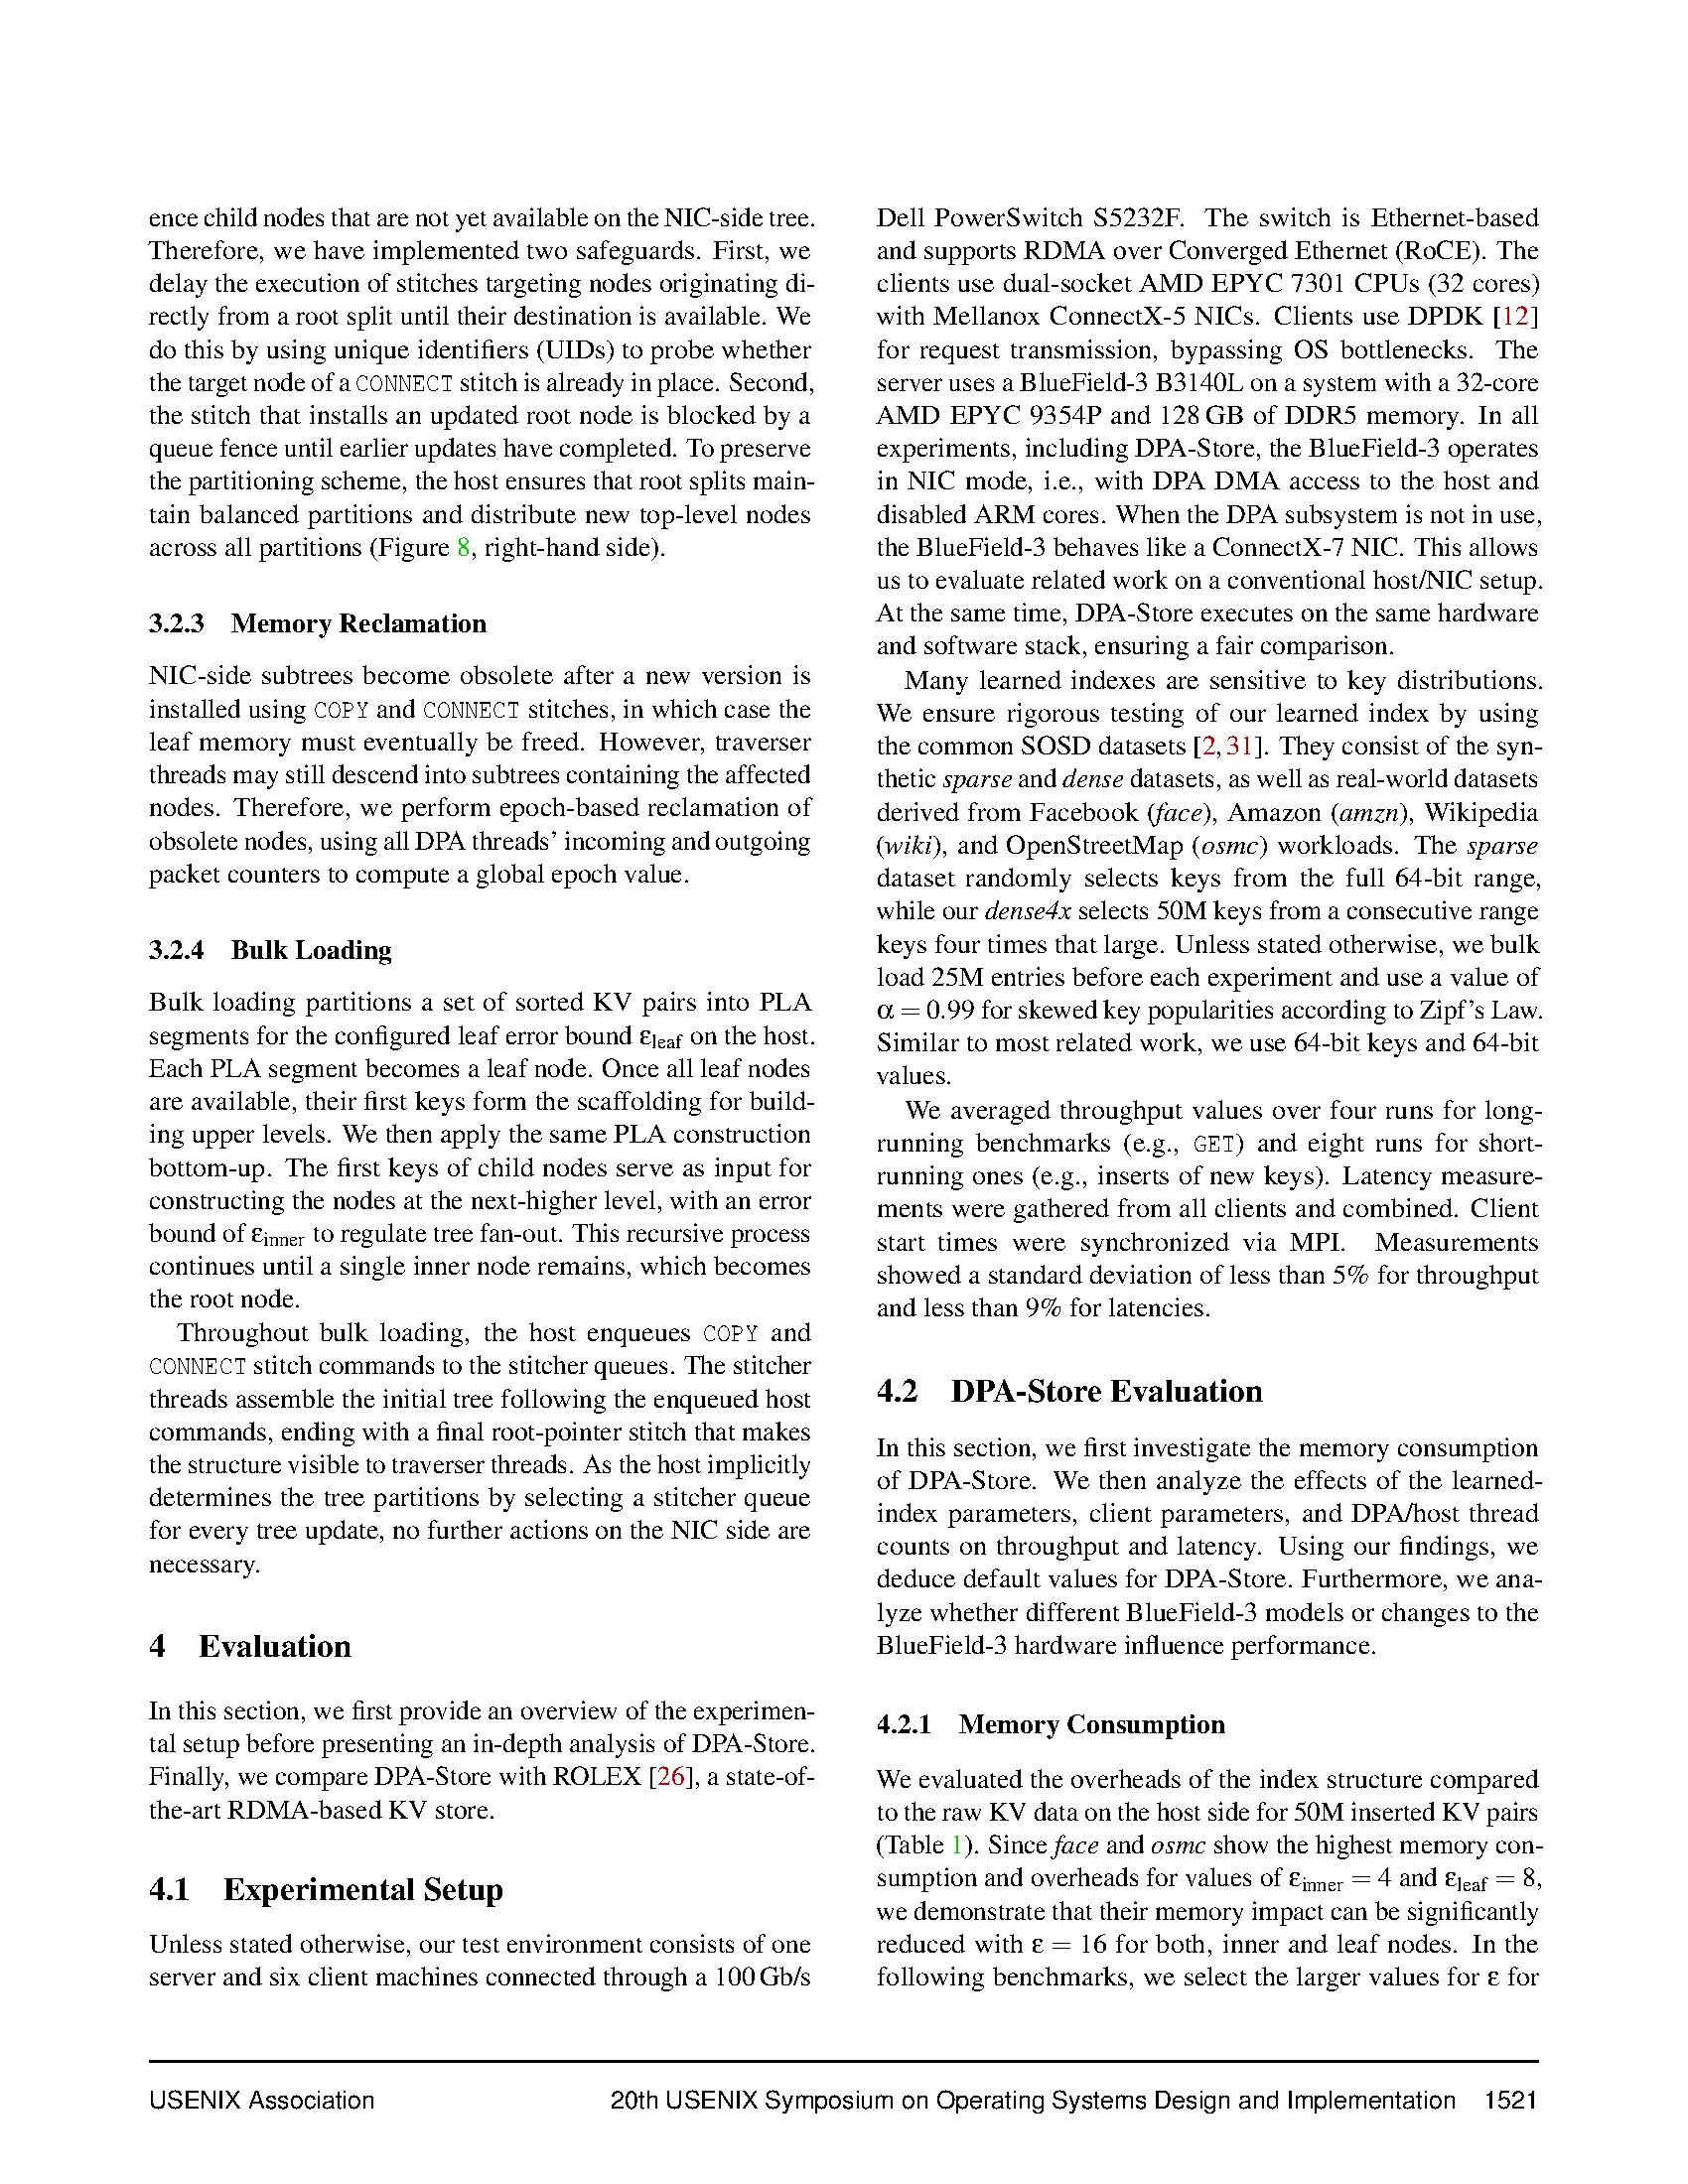 ence child nodes that are not yet available on the NIC-side tree.
Therefore, we have implemented two safeguards. First, we
delay the execution of stitches targeting nodes originating di-
rectly from a root split until their destination is available. We
do this by using unique identifiers (UIDs) to probe whether
the target node of a CONNECT stitch is already in place. Second,
the stitch that installs an updated root node is blocked by a
queue fence until earlier updates have completed. To preserve
the partitioning scheme, the host ensures that root splits main-
tain balanced partitions and distribute new top-level nodes
across all partitions (Figure 8, right-hand side).
3.2.3 Memory Reclamation
NIC-side subtrees become obsolete after a new version is
installed using COPY and CONNECT stitches, in which case the
leaf memory must eventually be freed. However, traverser
threads may still descend into subtrees containing the affected
nodes. Therefore, we perform epoch-based reclamation of
obsolete nodes, using all DPA threads' incoming and outgoing
packet counters to compute a global epoch value.
3.2.4 Bulk Loading
Bulk loading partitions a set of sorted KV pairs into PLA
segments for the configured leaf error bound εleaf on the host.
Each PLA segment becomes a leaf node. Once all leaf nodes
are available, their first keys form the scaffolding for build-
ing upper levels. We then apply the same PLA construction
bottom-up. The first keys of child nodes serve as input for
constructing the nodes at the next-higher level, with an error
bound of εinner to regulate tree fan-out. This recursive process
continues until a single inner node remains, which becomes
the root node.
Throughout bulk loading, the host enqueues COPY and
CONNECT stitch commands to the stitcher queues. The stitcher
threads assemble the initial tree following the enqueued host
commands, ending with a final root-pointer stitch that makes
the structure visible to traverser threads. As the host implicitly
determines the tree partitions by selecting a stitcher queue
for every tree update, no further actions on the NIC side are
necessary.
4 Evaluation
In this section, we first provide an overview of the experimen-
tal setup before presenting an in-depth analysis of DPA-Store.
Finally, we compare DPA-Store with ROLEX [26], a state-of-
the-art RDMA-based KV store.
4.1 Experimental Setup
Unless stated otherwise, our test environment consists of one
server and six client machines connected through a 100 Gb/s
Dell PowerSwitch S5232F. The switch is Ethernet-based
and supports RDMA over Converged Ethernet (RoCE). The
clients use dual-socket AMD EPYC 7301 CPUs (32 cores)
with Mellanox ConnectX-5 NICs. Clients use DPDK [12]
for request transmission, bypassing OS bottlenecks. The
server uses a BlueField-3 B3140L on a system with a 32-core
AMD EPYC 9354P and 128 GB of DDR5 memory. In all
experiments, including DPA-Store, the BlueField-3 operates
in NIC mode, i.e., with DPA DMA access to the host and
disabled ARM cores. When the DPA subsystem is not in use,
the BlueField-3 behaves like a ConnectX-7 NIC. This allows
us to evaluate related work on a conventional host/NIC setup.
At the same time, DPA-Store executes on the same hardware
and software stack, ensuring a fair comparison.
Many learned indexes are sensitive to key distributions.
We ensure rigorous testing of our learned index by using
the common SOSD datasets [2, 31]. They consist of the syn-
thetic sparse and dense datasets, as well as real-world datasets
derived from Facebook (face), Amazon (amzn), Wikipedia
(wiki), and OpenStreetMap (osmc) workloads. The sparse
dataset randomly selects keys from the full 64-bit range,
while our dense4x selects 50M keys from a consecutive range
keys four times that large. Unless stated otherwise, we bulk
load 25M entries before each experiment and use a value of
α = 0.99 for skewed key popularities according to Zipf's Law.
Similar to most related work, we use 64-bit keys and 64-bit
values.
We averaged throughput values over four runs for long-
running benchmarks (e.g., GET) and eight runs for short-
running ones (e.g., inserts of new keys). Latency measure-
ments were gathered from all clients and combined. Client
start times were synchronized via MPI. Measurements
showed a standard deviation of less than 5% for throughput
and less than 9% for latencies.
4.2 DPA-Store Evaluation
In this section, we first investigate the memory consumption
of DPA-Store. We then analyze the effects of the learned-
index parameters, client parameters, and DPA/host thread
counts on throughput and latency. Using our findings, we
deduce default values for DPA-Store. Furthermore, we ana-
lyze whether different BlueField-3 models or changes to the
BlueField-3 hardware influence performance.
4.2.1 Memory Consumption
We evaluated the overheads of the index structure compared
to the raw KV data on the host side for 50M inserted KV pairs
(Table 1). Since face and osmc show the highest memory con-
sumption and overheads for values of εinner = 4 and εleaf = 8,
we demonstrate that their memory impact can be significantly
reduced with ε = 16 for both, inner and leaf nodes. In the
following benchmarks, we select the larger values for ε for
USENIX Association
20th USENIX Symposium on Operating Systems Design and Implementation 1521